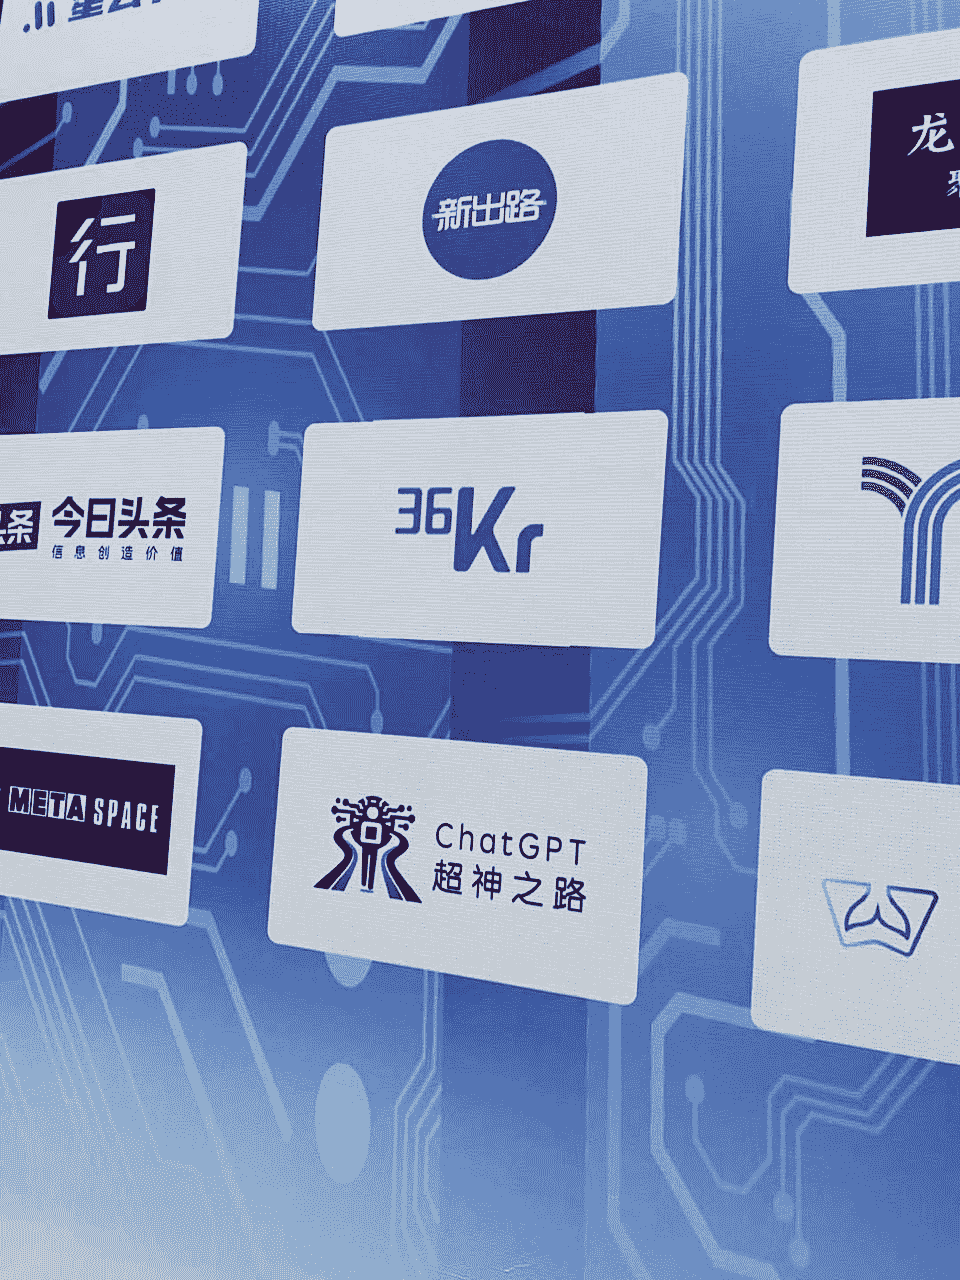 行
新出路
龙
头条 今日头条
信息创造价值
36Kr
META SPACE
ChatGPT
超神之路